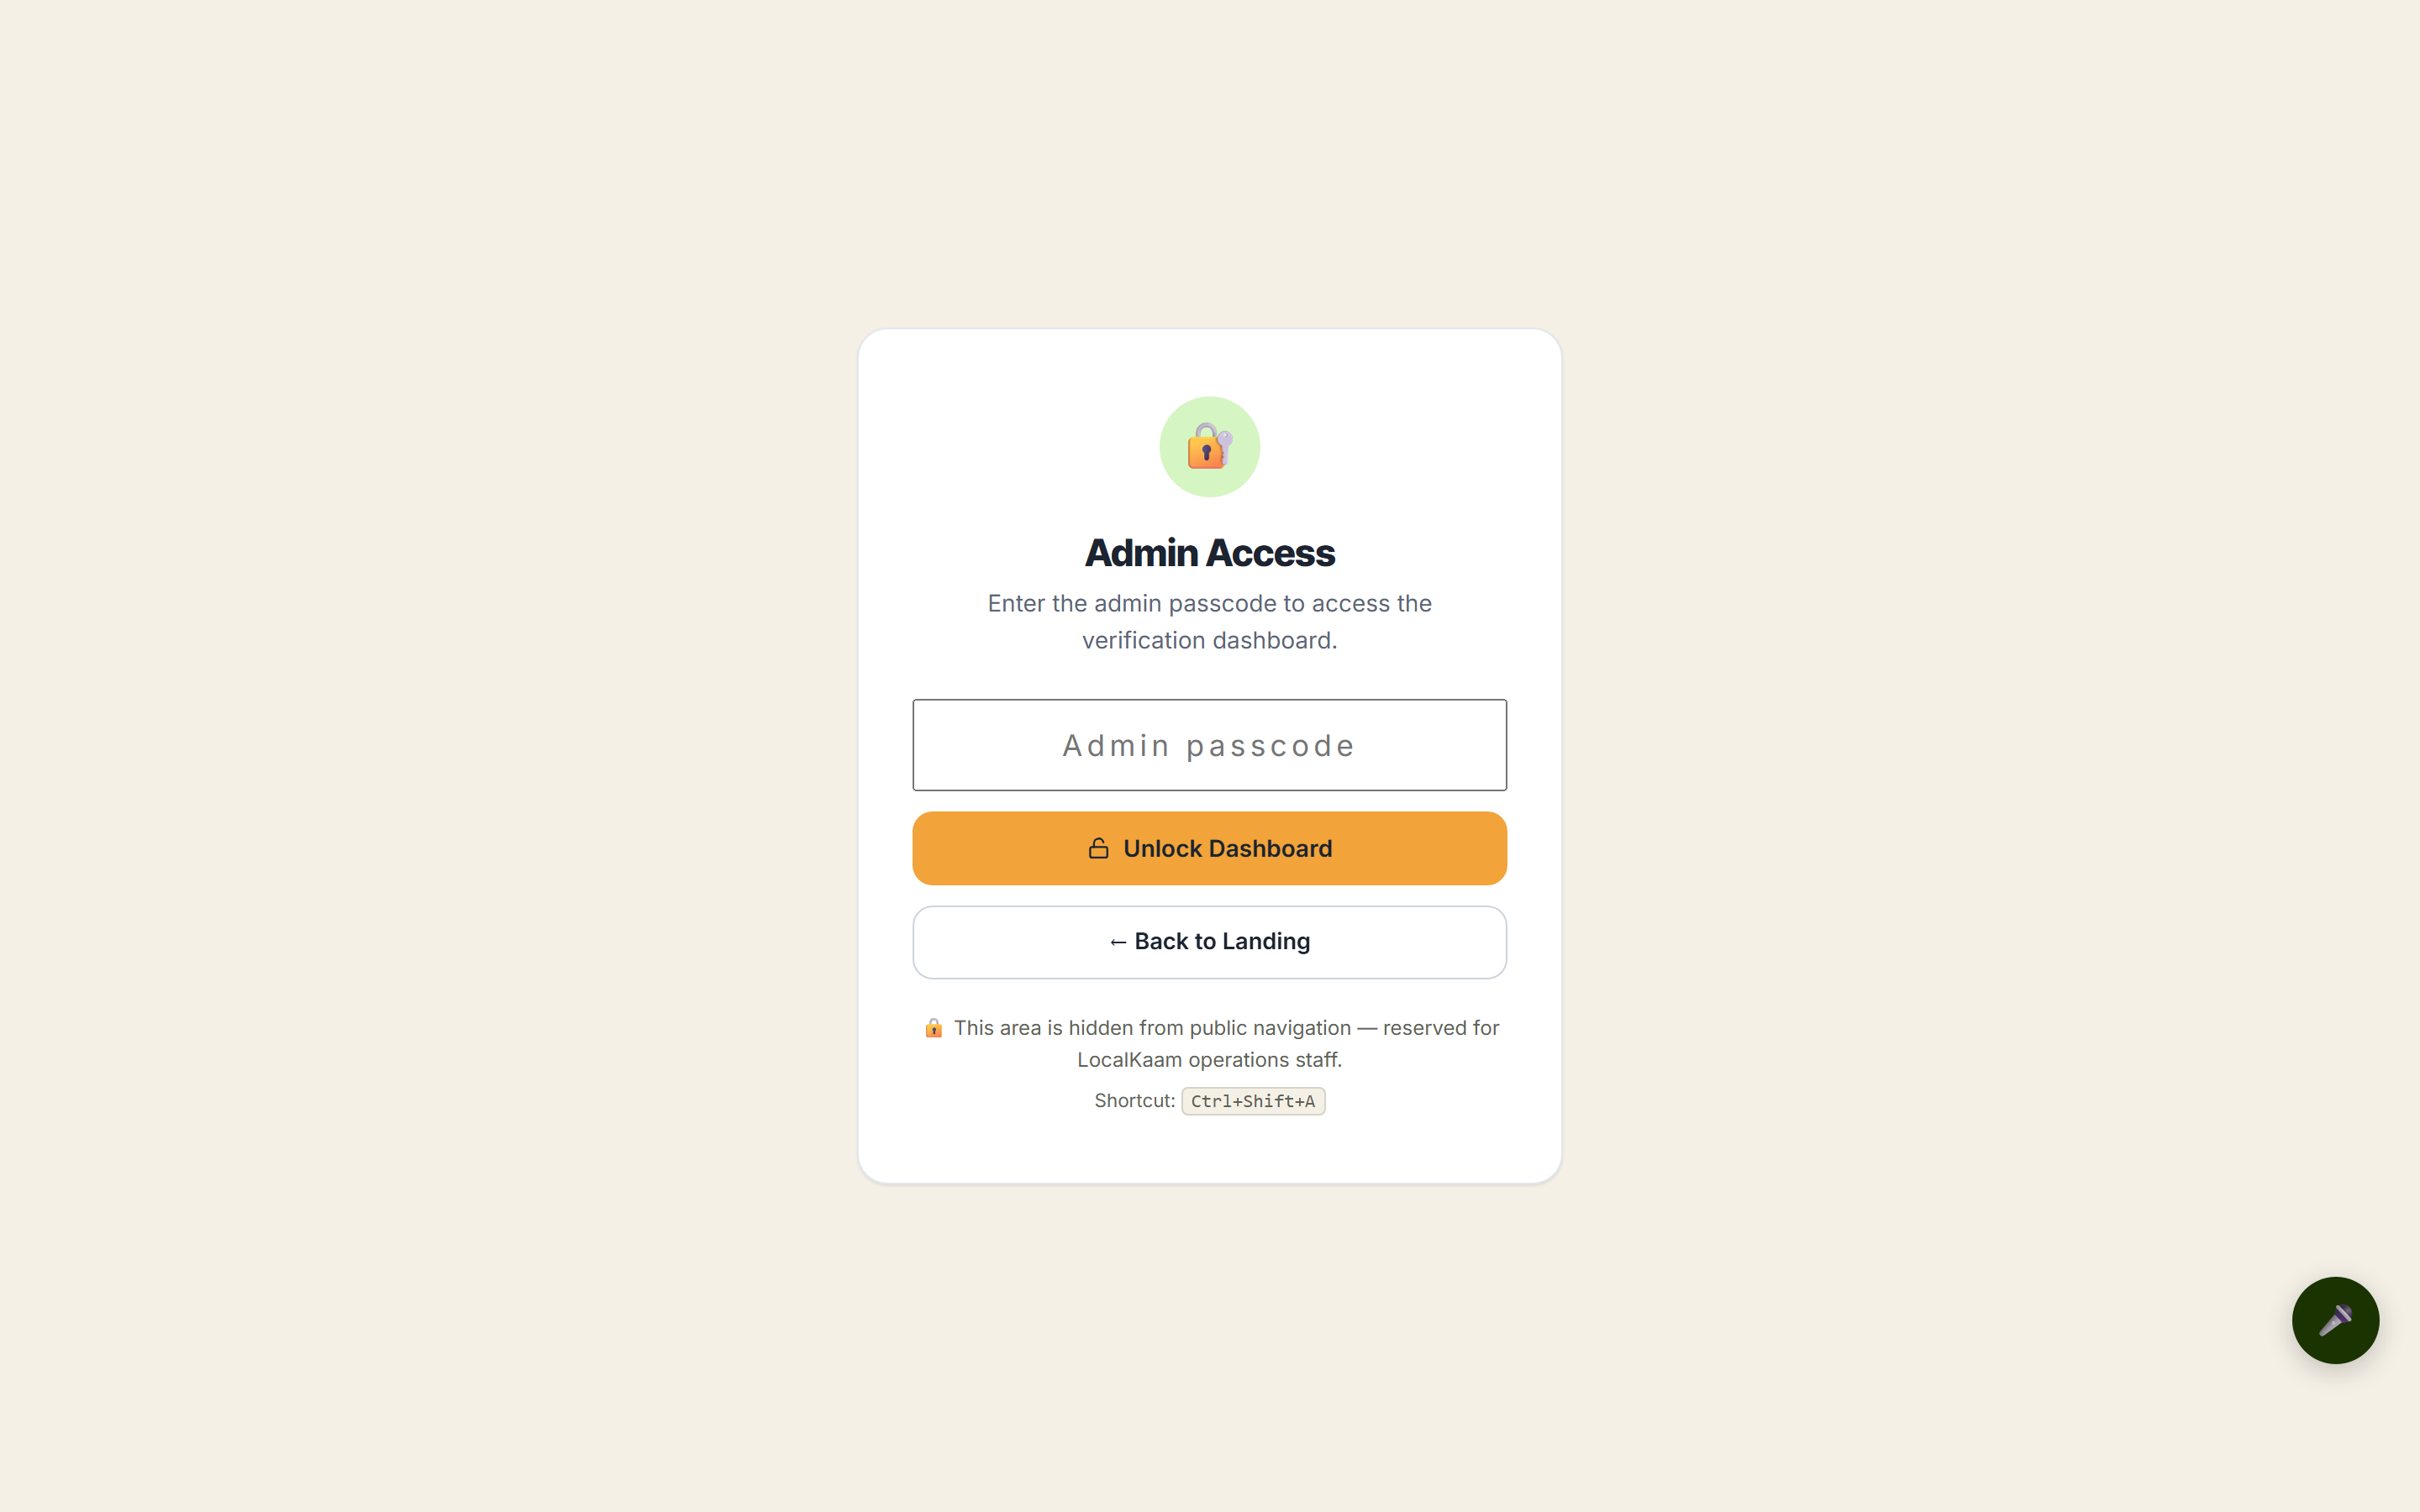 Admin Access
Enter the admin passcode to access the
verification dashboard.
Admin passcode
Unlock Dashboard
← Back to Landing
🔒 This area is hidden from public navigation — reserved for
LocalKaam operations staff.
Shortcut: Ctrl+Shift+A